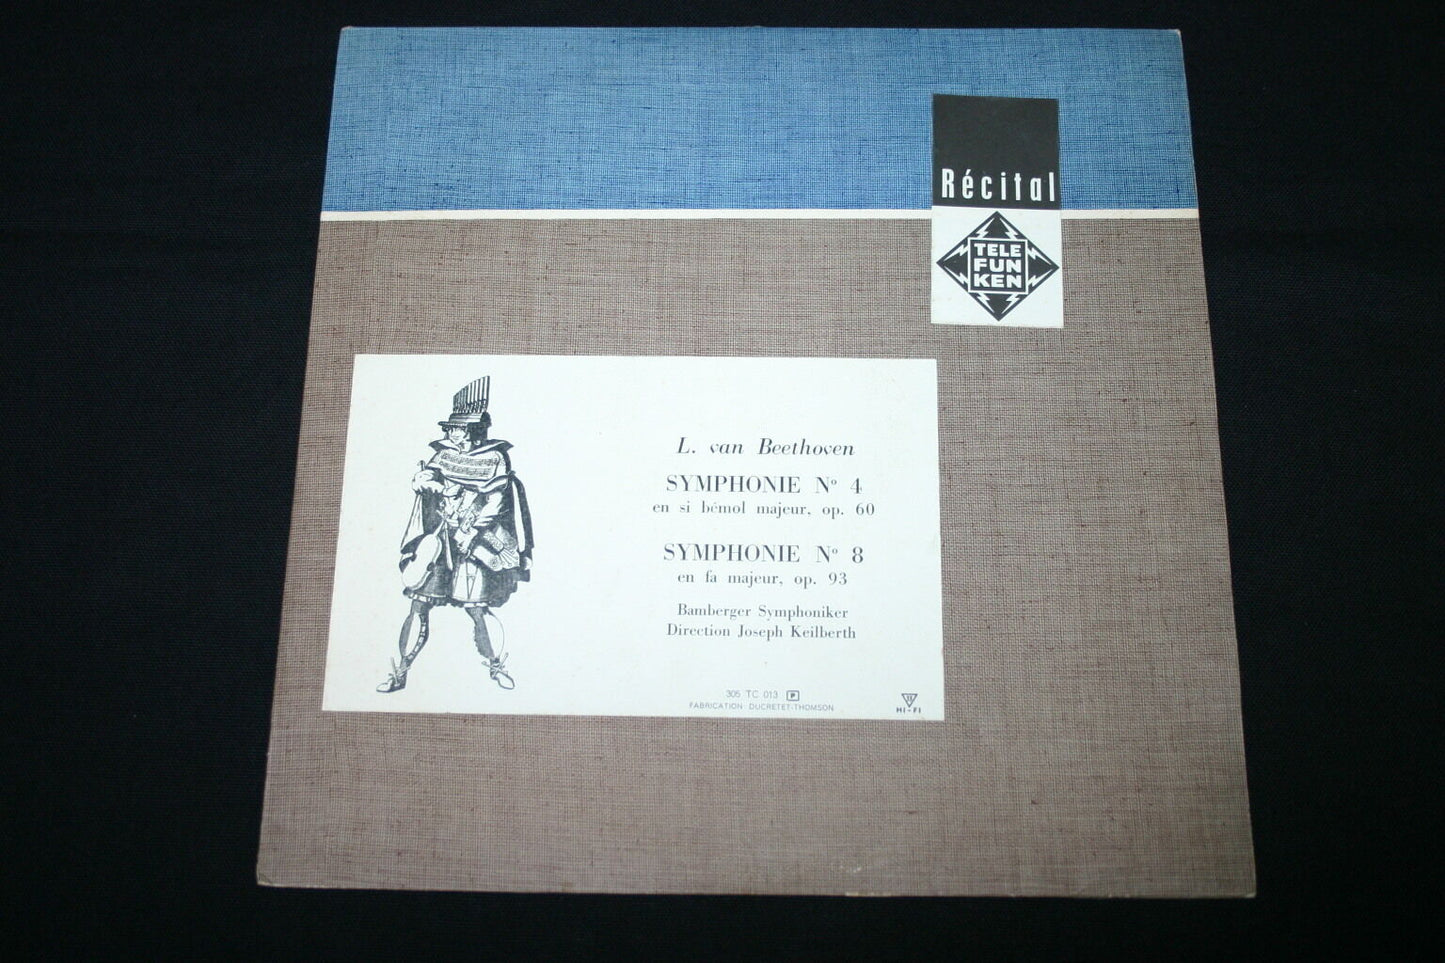 Récital
TELE
FUN
KEN
L. van Beethoven
SYMPHONIE Nº 4
en si bémol majeur, op. 60
SYMPHONIE Nº 8
en fa majeur, op. 93
Bamberger Symphoniker
Direction Joseph Keilberth
305 TC 013 P
FABRICATION DUCRETET-THOMSON
HI-FI